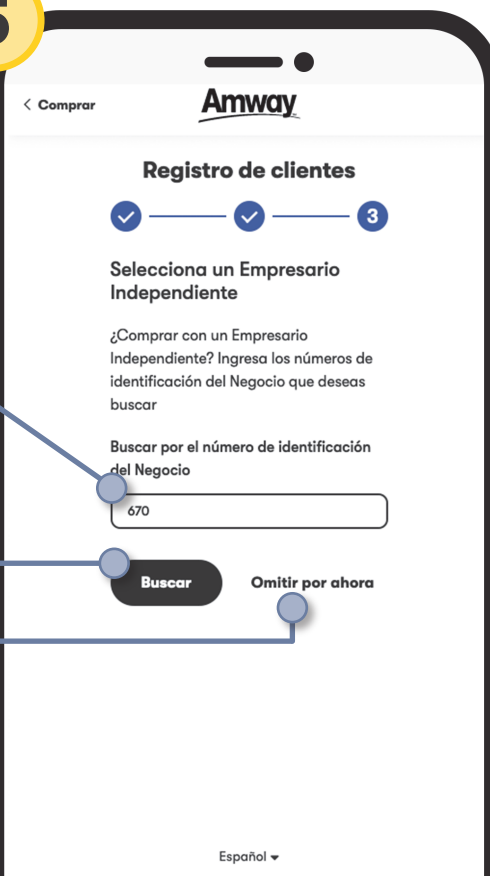 < Comprar
Amway
Registro de clientes
3
Selecciona un Empresario
Independiente
¿Comprar con un Empresario
Independiente? Ingresa los números de
identificación del Negocio que deseas
buscar
Buscar por el número de identificación
del Negocio
670
Buscar
Omitir por ahora
Español